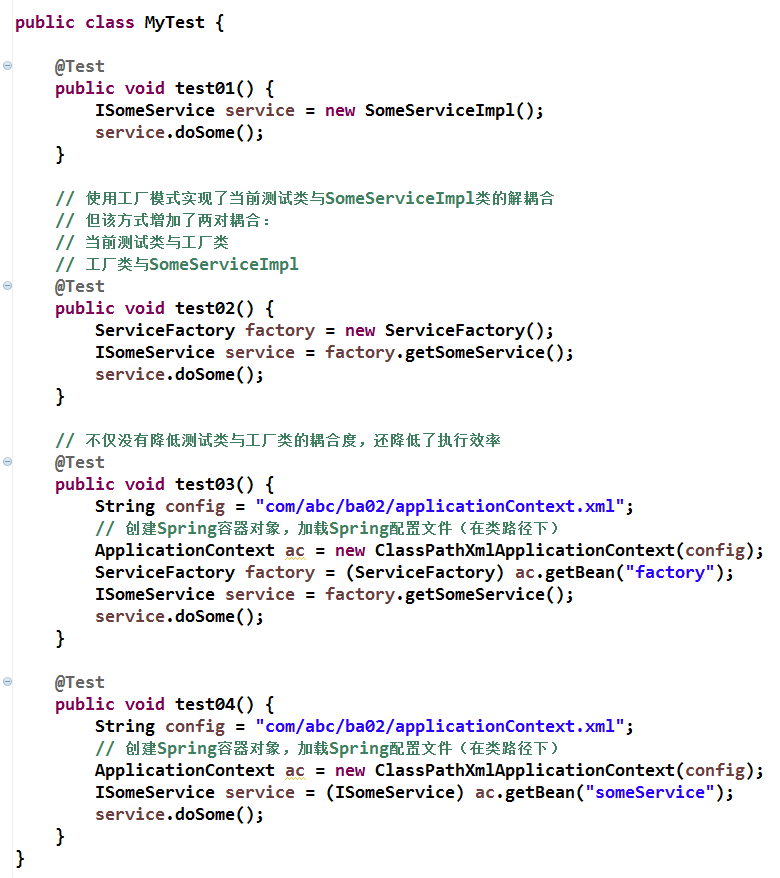 public class MyTest {
@Test
public void test01() {
ISomeService service = new SomeServiceImpl();
service.doSome();
}
// 使用工厂模式实现了当前测试类与SomeServiceImpl类的解耦合
// 但该方式增加了两对耦合：
// 当前测试类与工厂类
// 工厂类与SomeServiceImpl
@Test
public void test02() {
ServiceFactory factory = new ServiceFactory();
ISomeService service = factory.getSomeService();
service.doSome();
}
// 不仅没有降低测试类与工厂类的耦合度，还降低了执行效率
@Test
public void test03() {
String config = "com/abc/ba02/applicationContext.xml";
// 创建Spring容器对象，加载Spring配置文件（在类路径下）
ApplicationContext ac = new ClassPathXmlApplicationContext(config);
ServiceFactory factory = (ServiceFactory) ac.getBean("factory");
ISomeService service = factory.getSomeService();
service.doSome();
}
@Test
public void test04() {
String config = "com/abc/ba02/applicationContext.xml";
// 创建Spring容器对象，加载Spring配置文件（在类路径下）
ApplicationContext ac = new ClassPathXmlApplicationContext(config);
ISomeService service = (ISomeService) ac.getBean("someService");
service.doSome();
}
}